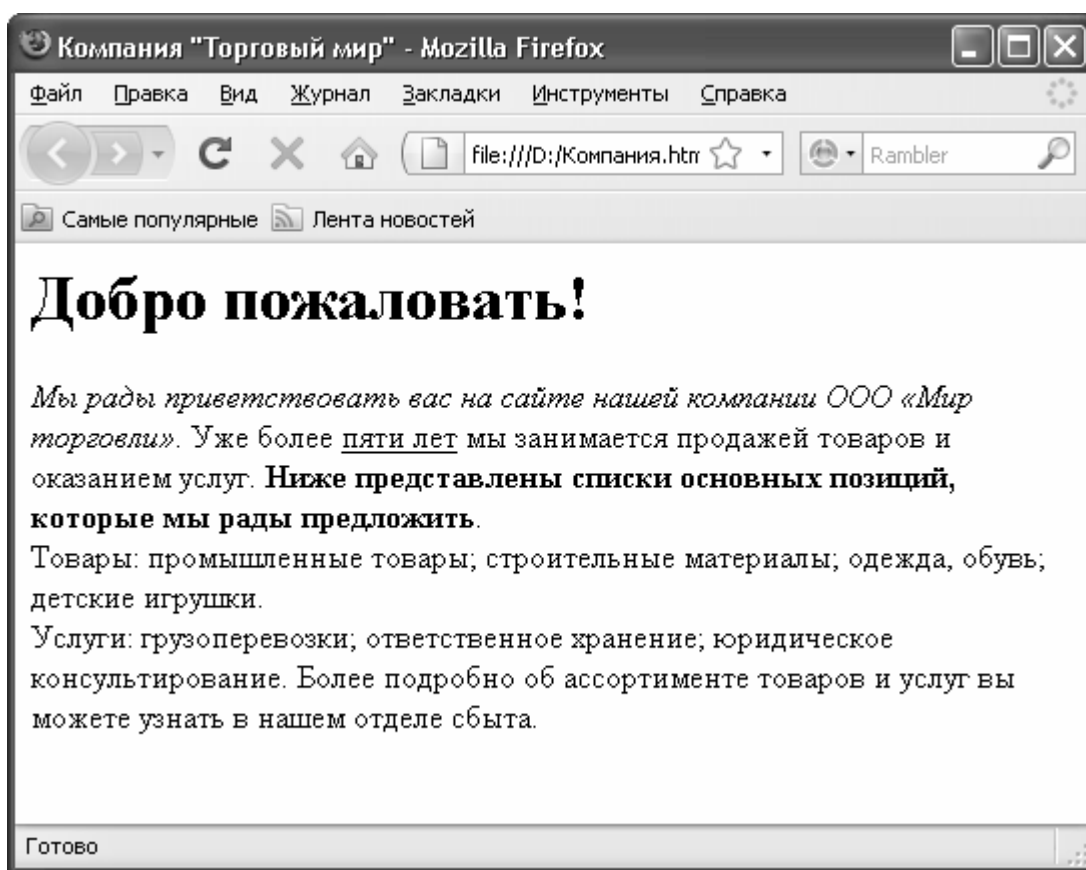 Компания "Торговый мир" - Mozilla Firefox
Файл Правка Вид Журнал Закладки Инструменты Справка
file:///D:/Компания.htm Rambler
Самые популярные Лента новостей
Добро пожаловать!
Мы рады приветствовать вас на сайте нашей компании ООО «Мир
торговли». Уже более пяти лет мы занимается продажей товаров и
оказанием услуг. Ниже представлены списки основных позиций,
которые мы рады предложить.
Товары: промышленные товары; строительные материалы; одежда, обувь;
детские игрушки.
Услуги: грузоперевозки; ответственное хранение; юридическое
консультирование. Более подробно об ассортименте товаров и услуг вы
можете узнать в нашем отделе сбыта.
Готово